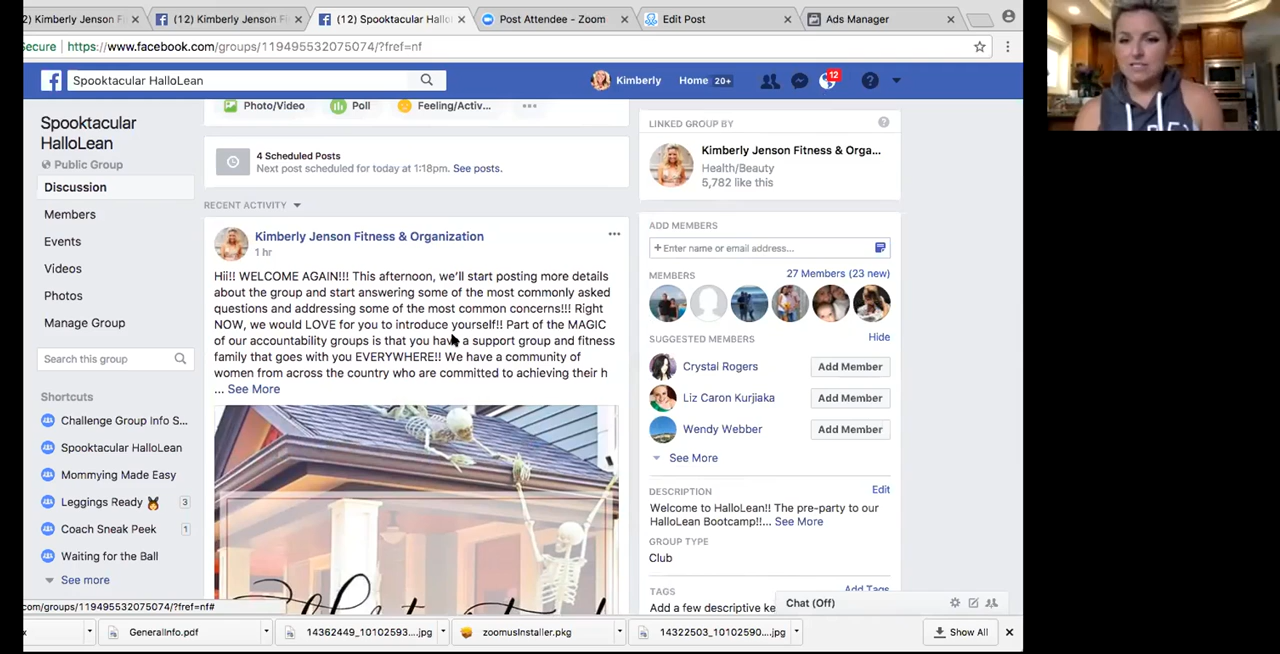 2) Kimberly Jenson F
(12) Kimberly Jenson Fi
(12) Spooktacular Hallo
Post Attendee - Zoom
Edit Post
Ads Manager
Secure | https://www.facebook.com/groups/119495532075074/?fref=nf
Spooktacular HalloLean
Kimberly
Home 20+
12
Photo/Video
Poll
Feeling/Activ...
Spooktacular
HalloLean
Public Group
Discussion
Members
Events
Videos
Photos
Manage Group
Search this group
Shortcuts
Challenge Group Info S...
Spooktacular HalloLean
Mommying Made Easy
Leggings Ready 3
Coach Sneak Peek 1
Waiting for the Ball
See more
4 Scheduled Posts
Next post scheduled for today at 1:18pm. See posts.
RECENT ACTIVITY
Kimberly Jenson Fitness & Organization
1 hr
Hii!! WELCOME AGAIN!!! This afternoon, we'll start posting more details
about the group and start answering some of the most commonly asked
questions and addressing some of the most common concerns!!! Right
NOW, we would LOVE for you to introduce yourself!! Part of the MAGIC
of our accountability groups is that you have a support group and fitness
family that goes with you EVERYWHERE!! We have a community of
women from across the country who are committed to achieving their h
... See More
LINKED GROUP BY
Kimberly Jenson Fitness & Orga...
Health/Beauty
5,782 like this
ADD MEMBERS
+ Enter name or email address...
MEMBERS
27 Members (23 new)
SUGGESTED MEMBERS
Hide
Crystal Rogers
Add Member
Liz Caron Kurjiaka
Add Member
Wendy Webber
Add Member
See More
DESCRIPTION
Edit
Welcome to HalloLean!! The pre-party to our
HalloLean Bootcamp!!... See More
GROUP TYPE
Club
TAGS
Add Tags
Add a few descriptive ke
Chat (Off)
com/groups/119495532075074/?fref=nf#
x
GeneralInfo.pdf
14362449_10102593....jpg
zoomusInstaller.pkg
14322503_10102590....jpg
Show All